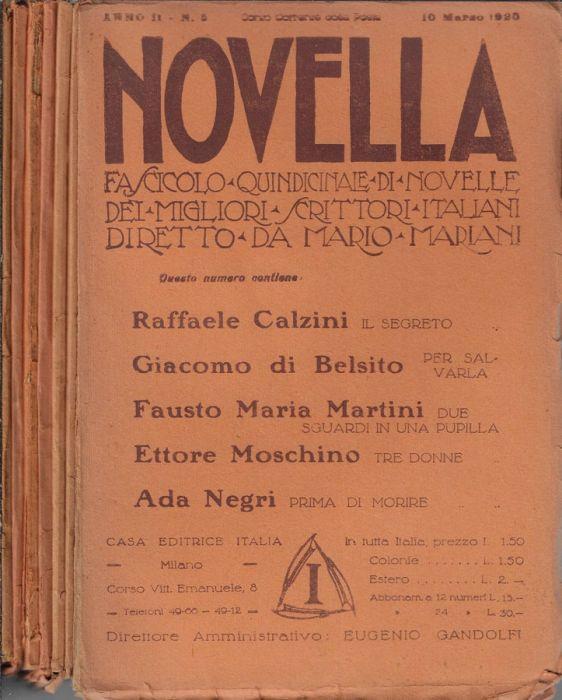 ANNO II - N. 5 Conto Corrente colla Posta 10 Marzo 1920
NOVELLA
FASCICOLO QUINDICINALE DI NOVELLE
DEI MIGLIORI SCRITTORI ITALIANI
DIRETTO DA MARIO MARIANI
Questo numero contiene:
Raffaele Calzini IL SEGRETO
Giacomo di Belsito PER SAL-
VARLA
Fausto Maria Martini DUE
SGUARDI IN UNA PUPILLA
Ettore Moschino TRE DONNE
Ada Negri PRIMA DI MORIRE
CASA EDITRICE ITALIA
— Milano —
Corso Vitt. Emanuele, 8
— Telefoni 49-66 — 49-12 —
I
In tutta Italia, prezzo L. 1.50
Colonie ....... L. 1.50
Estero ........ L. 2.—
Abbonam. a 12 numeri L. 15.—
» 24 » L. 30.—
Direttore Amministrativo: EUGENIO GANDOLFI